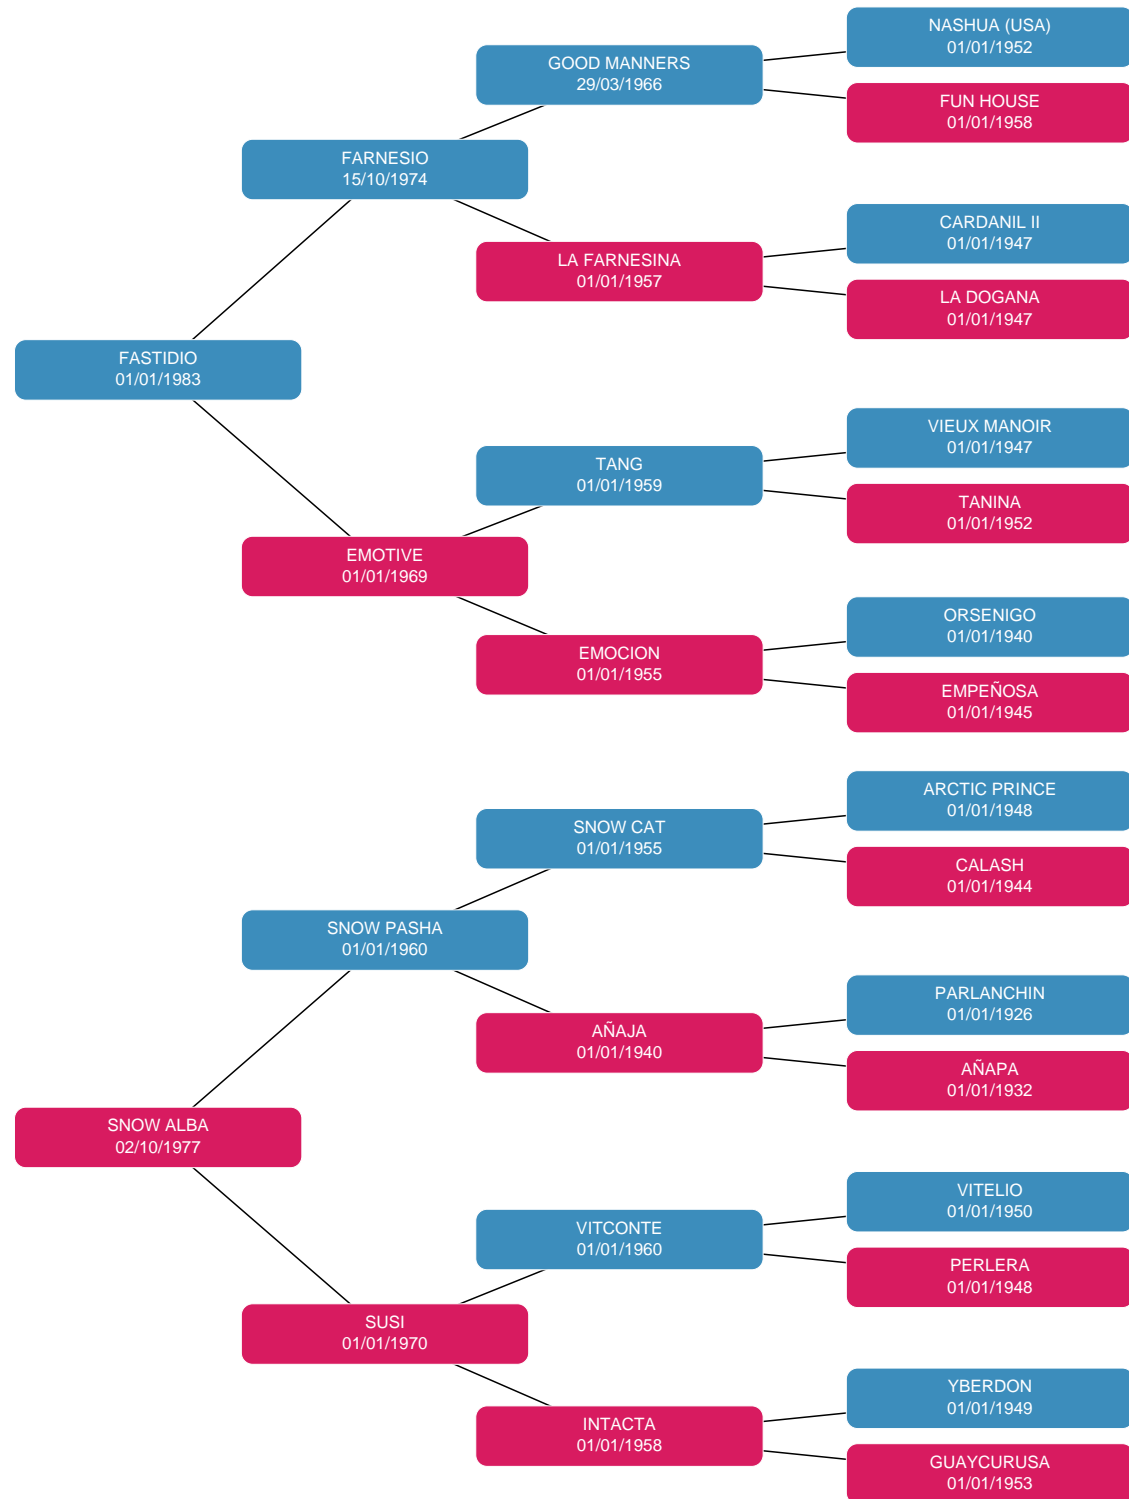 NASHUA (USA)
01/01/1952
GOOD MANNERS
29/03/1966
FUN HOUSE
01/01/1958
FARNESIO
15/10/1974
CARDANIL II
01/01/1947
LA FARNESINA
01/01/1957
LA DOGANA
01/01/1947
FASTIDIO
01/01/1983
VIEUX MANOIR
01/01/1947
TANG
01/01/1959
TANINA
01/01/1952
EMOTIVE
01/01/1969
ORSENIGO
01/01/1940
EMOCION
01/01/1955
EMPEÑOSA
01/01/1945
ARCTIC PRINCE
01/01/1948
SNOW CAT
01/01/1955
CALASH
01/01/1944
SNOW PASHA
01/01/1960
PARLANCHIN
01/01/1926
AÑAJA
01/01/1940
AÑAPA
01/01/1932
SNOW ALBA
02/10/1977
VITELIO
01/01/1950
VITCONTE
01/01/1960
PERLERA
01/01/1948
SUSI
01/01/1970
YBERDON
01/01/1949
INTACTA
01/01/1958
GUAYCURUSA
01/01/1953